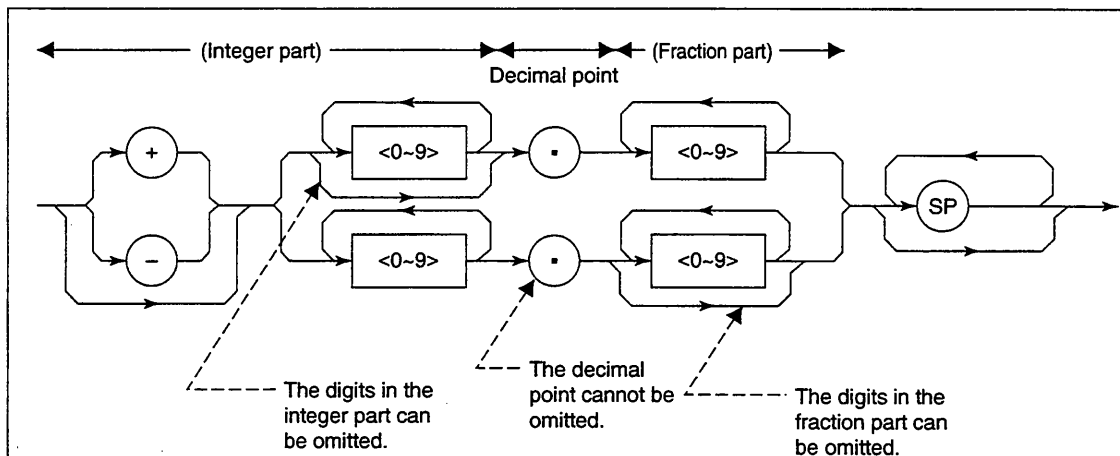 (Integer part)
(Fraction part)
Decimal point
+
<0~9>
.
<0~9>
SP
−
<0~9>
.
<0~9>
The digits in the
integer part can
be omitted.
The decimal
point cannot be
omitted.
The digits in the
fraction part can
be omitted.